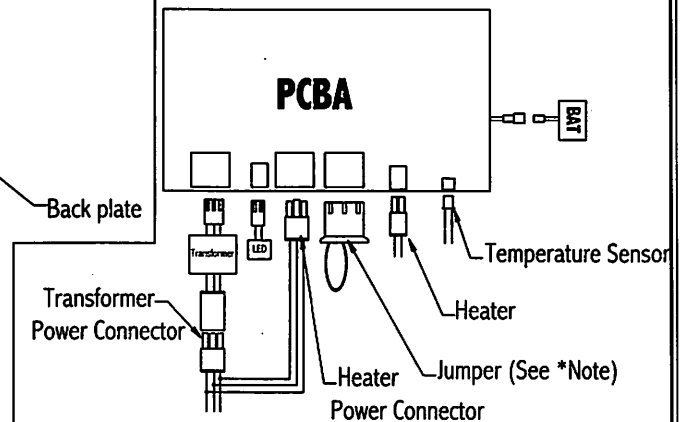 PCBA
BAT
Back plate
Transformer
LED
Temperature Sensor
Transformer
Power Connector
Heater
Jumper (See *Note)
Heater
Power Connector